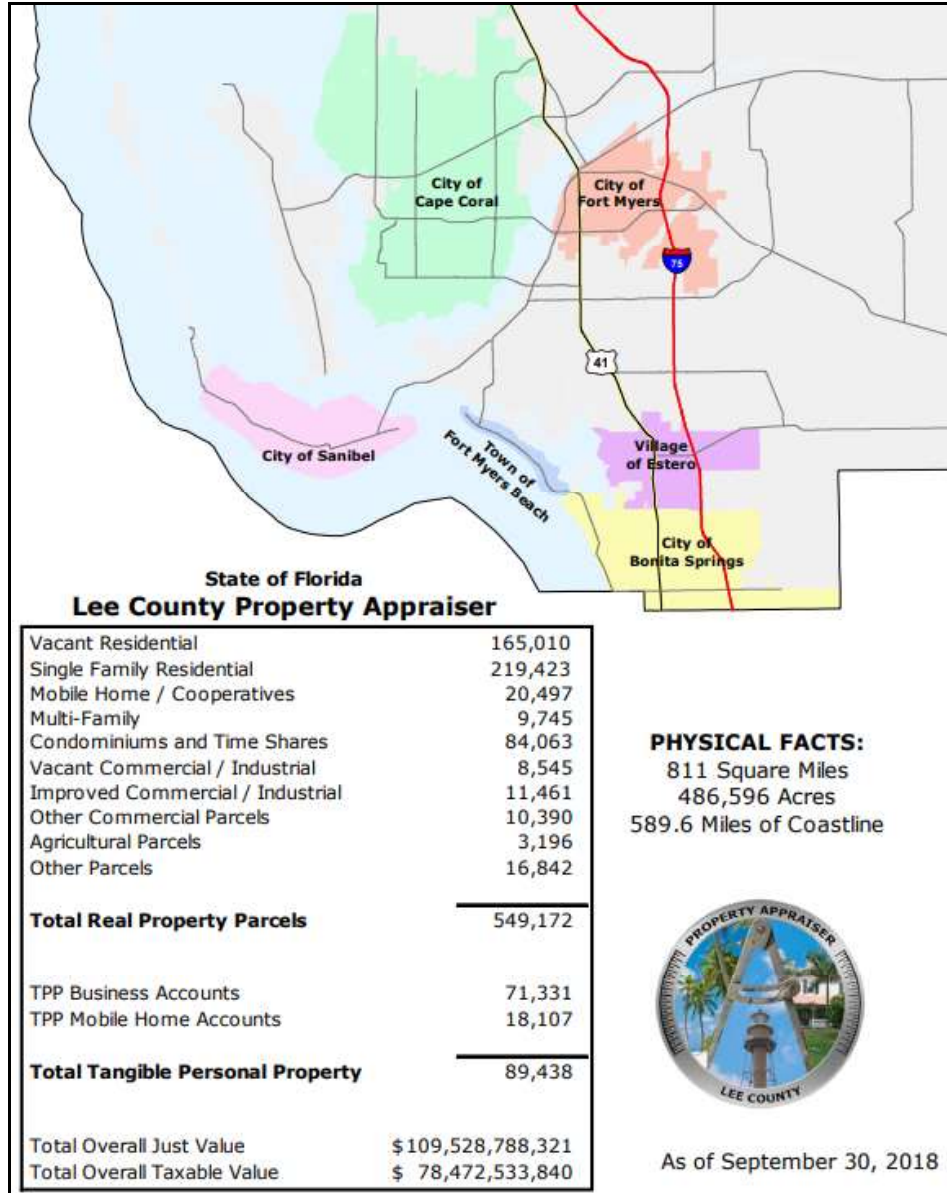 City of
Cape Coral
City of
Fort Myers
75
41
City of Sanibel
Town of
Fort Myers Beach
Village
of Estero
City of
Bonita Springs
State of Florida
Lee County Property Appraiser
Vacant Residential 165,010
Single Family Residential 219,423
Mobile Home / Cooperatives 20,497
Multi-Family 9,745
Condominiums and Time Shares 84,063
Vacant Commercial / Industrial 8,545
Improved Commercial / Industrial 11,461
Other Commercial Parcels 10,390
Agricultural Parcels 3,196
Other Parcels 16,842
Total Real Property Parcels 549,172
TPP Business Accounts 71,331
TPP Mobile Home Accounts 18,107
Total Tangible Personal Property 89,438
Total Overall Just Value $109,528,788,321
Total Overall Taxable Value $ 78,472,533,840
PHYSICAL FACTS:
811 Square Miles
486,596 Acres
589.6 Miles of Coastline
PROPERTY APPRAISER
LEE COUNTY
As of September 30, 2018